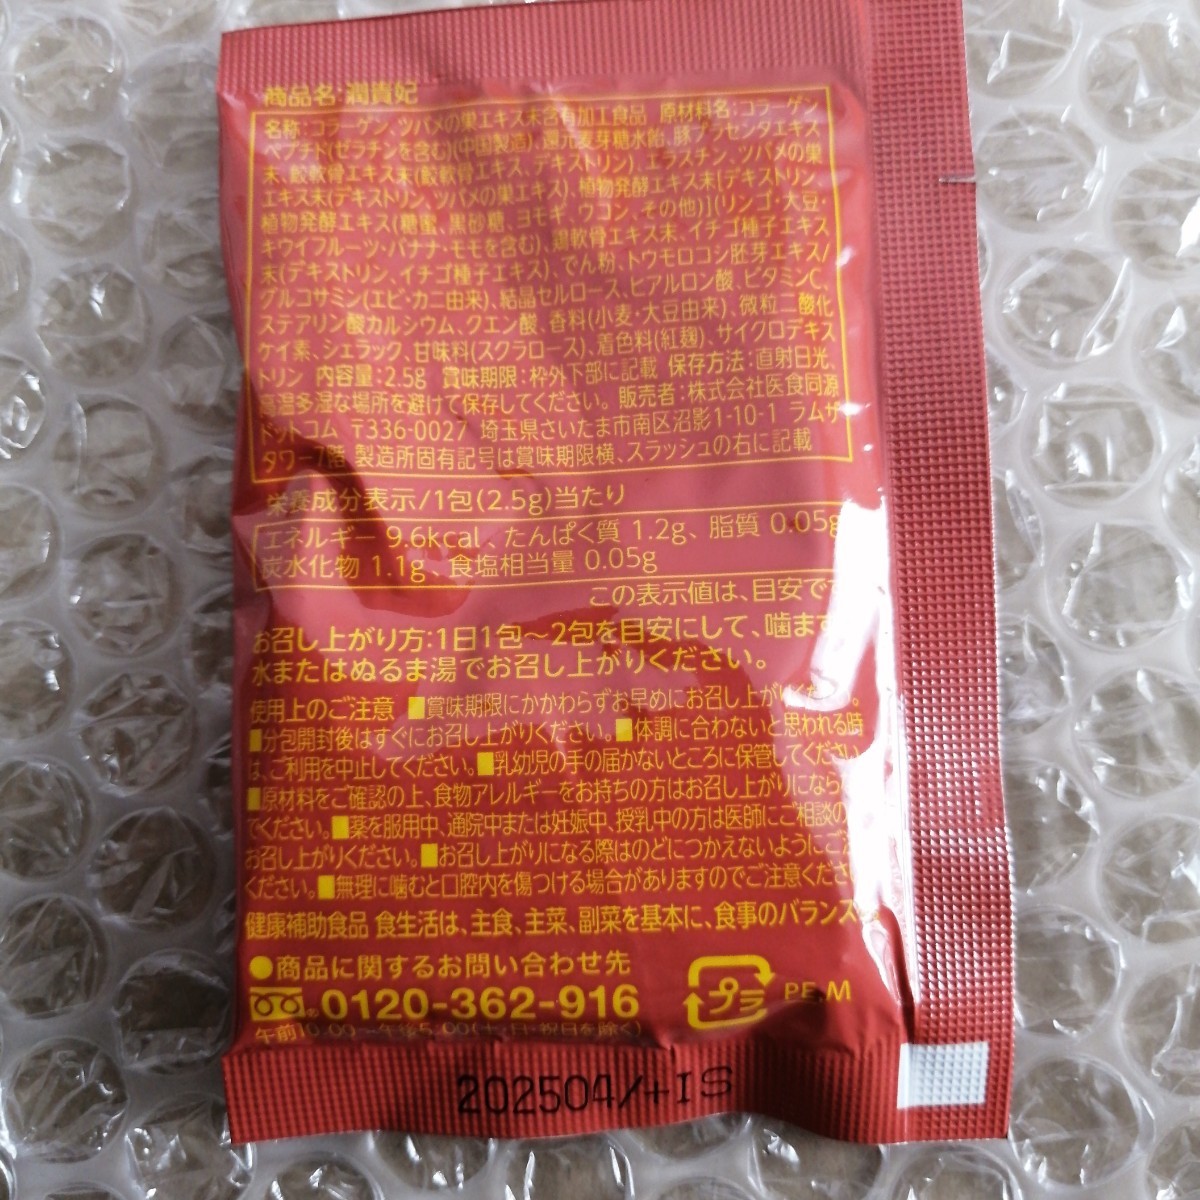 商品名:潤貴妃
名称:コラーゲン、ツバメの巣エキス末含有加工食品 原材料名:コラーゲン
ペプチド(ゼラチンを含む)(中国製造)、還元麦芽糖水飴、豚プラセンタエキス
末、鮫軟骨エキス末(鮫軟骨エキス、デキストリン)、エラスチン、ツバメの巣
エキス末(デキストリン、ツバメの巣エキス)、植物発酵エキス末[デキストリン、
植物発酵エキス(糖蜜、黒砂糖、ヨモギ、ウコン、その他)](リンゴ・大豆・
キウイフルーツ・バナナ・モモを含む)、鶏軟骨エキス末、イチゴ種子エキス
末(デキストリン、イチゴ種子エキス)、でん粉、トウモロコシ胚芽エキス/
グルコサミン(エビ・カニ由来)、結晶セルロース、ヒアルロン酸、ビタミンC、
ステアリン酸カルシウム、クエン酸、香料(小麦・大豆由来)、微粒二酸化
ケイ素、シェラック、甘味料(スクラロース)、着色料(紅麹)、サイクロデキス
トリン 内容量:2.5g 賞味期限:枠外下部に記載 保存方法:直射日光、
高温多湿な場所を避けて保存してください。 販売者:株式会社医食同源
ドットコム 〒336-0027 埼玉県さいたま市南区沼影1-10-1 ラムザ
タワー7階 製造所固有記号は賞味期限横、スラッシュの右に記載
栄養成分表示/1包(2.5g)当たり
エネルギー 9.6kcal、たんぱく質 1.2g、脂質 0.05g
炭水化物 1.1g、食塩相当量 0.05g
この表示値は、目安で
お召し上がり方:1日1包～2包を目安にして、噛まず
水またはぬるま湯でお召し上がりください。
使用上のご注意 ■賞味期限にかかわらずお早めにお召し上がりください。
■分包開封後はすぐにお召し上がりください。■体調に合わないと思われる時
は、ご利用を中止してください。■乳幼児の手の届かないところに保管してください
■原材料をご確認の上、食物アレルギーをお持ちの方はお召し上がりになら
でください。■薬を服用中、通院中または妊娠中、授乳中の方は医師にご相談の
お召し上がりください。■お召し上がりになる際はのどにつかえないようにご
ください。■無理に噛むと口腔内を傷つける場合がありますのでご注意くださ
健康補助食品 食生活は、主食、主菜、副菜を基本に、食事のバランス
●商品に関するお問い合わせ先
0120-362-916
プラ PE、M
午前10:00～午後5:00(土・日・祝日を除く)
202504/+IS